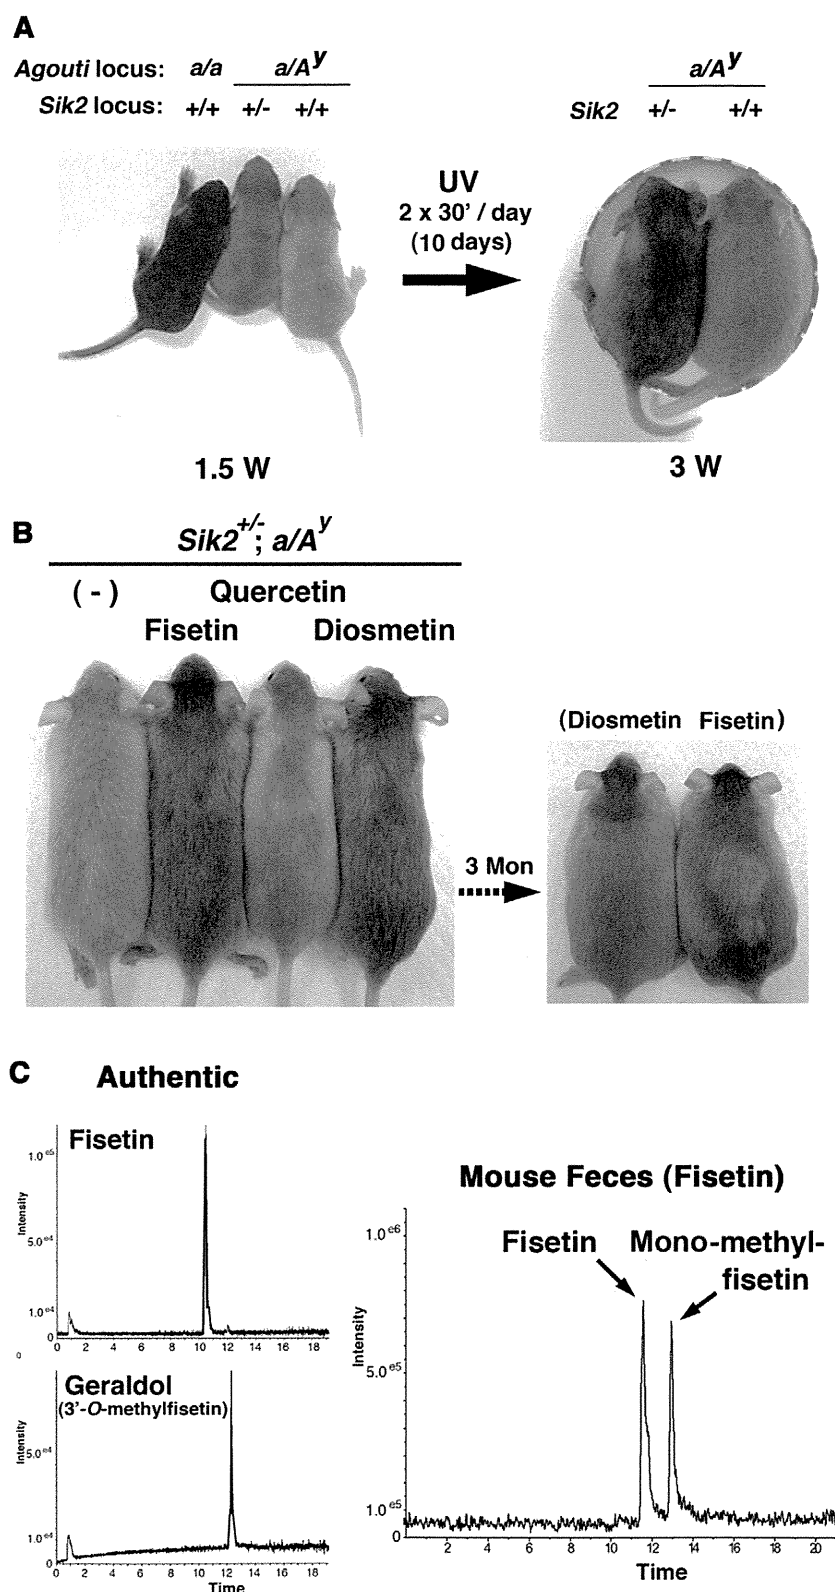 A
Agouti locus: a/a a/Aʸ
Sik2 locus: +/+ +/- +/+
a/Aʸ
Sik2 +/- +/+
UV
2 x 30' / day
(10 days)
1.5 W
3 W
B
Sik2+/-; a/Aʸ
(-) Quercetin
Fisetin Diosmetin
(Diosmetin Fisetin)
3 Mon
C
Authentic
Fisetin
Intensity
1.0 e5
5.0 e4
1.0 e4
0
0 2 4 6 8 10 12 14 16 18
0
Geraldol
(3'-O-methylfisetin)
Intensity
5.0 e4
1.0 e4
0
0 2 4 6 8 10 12 14 16 18
Time
Mouse Feces (Fisetin)
Fisetin Mono-methyl-
fisetin
Intensity
1.0 e6
5.0 e5
1.0 e5
0
2 4 6 8 10 12 14 16 18 20
Time